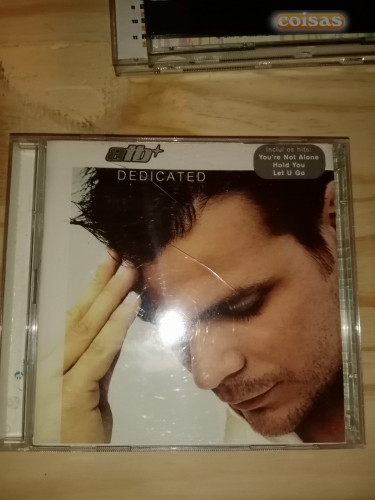 coisas
atb
DEDICATED
Inclui os hits:
You're Not Alone
Hold You
Let U Go